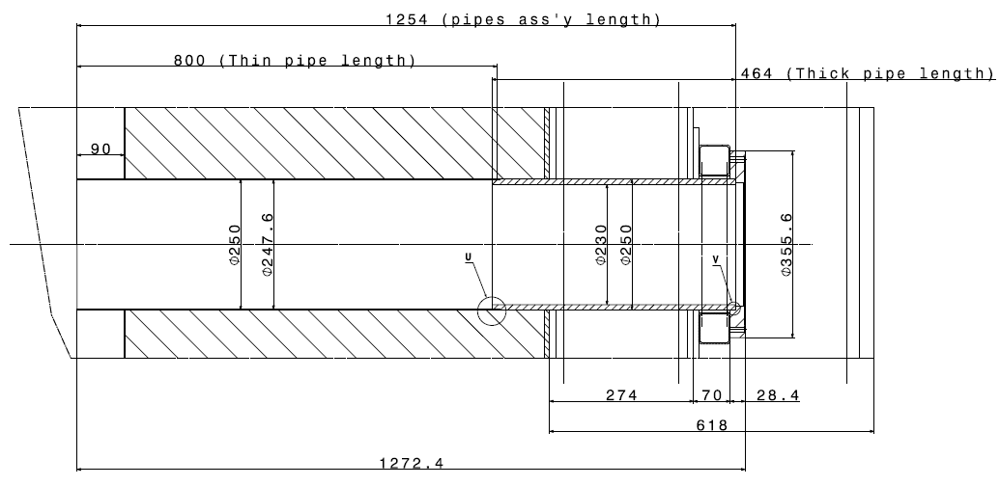 1254 (pipes ass'y length)
800 (Thin pipe length)
464 (Thick pipe length)
90
Φ250
Φ247.6
U
Φ230
Φ250
V
Φ355.6
274
70
28.4
618
1272.4